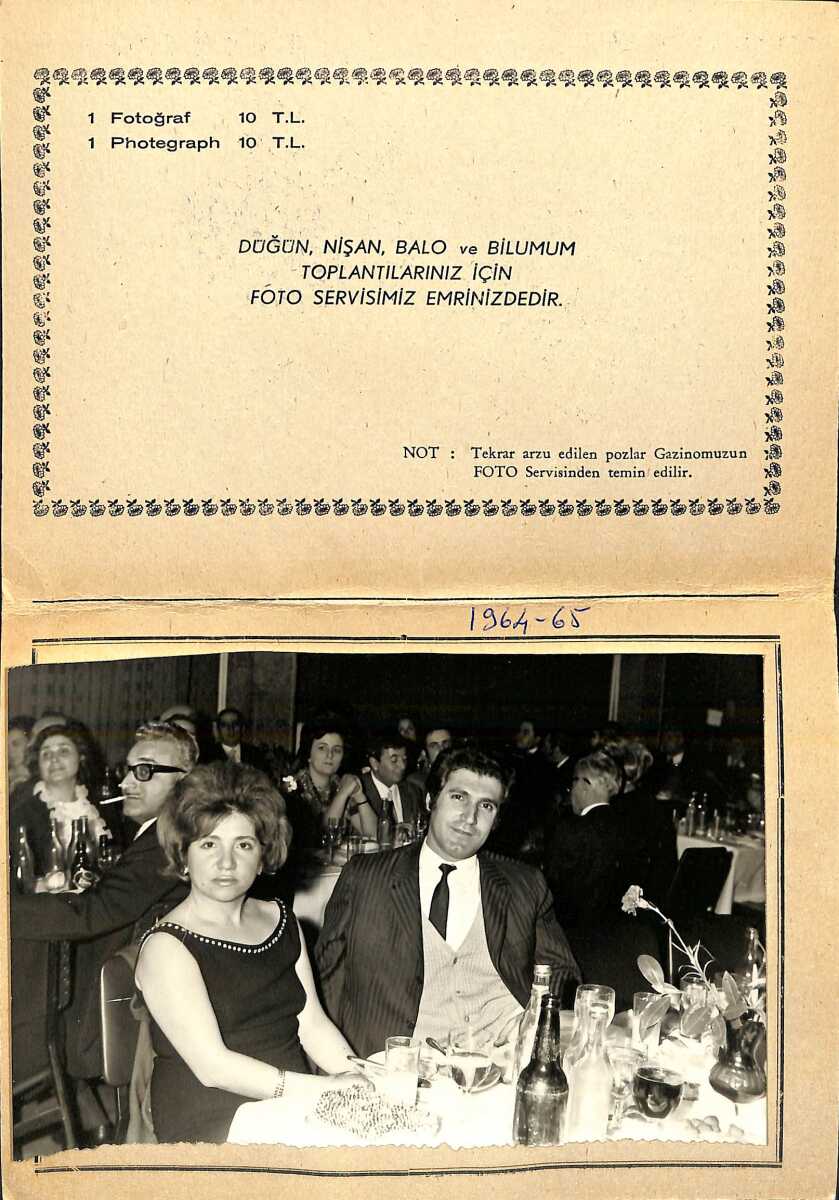 1 Fotoğraf 10 T.L.
1 Photegraph 10 T.L.
DÜĞÜN, NİŞAN, BALO ve BİLUMUM
TOPLANTILARINIZ İÇİN
FOTO SERVİSİMİZ EMRİNİZDEDİR.
NOT : Tekrar arzu edilen pozlar Gazinomuzun
FOTO Servisinden temin edilir.
1964-65